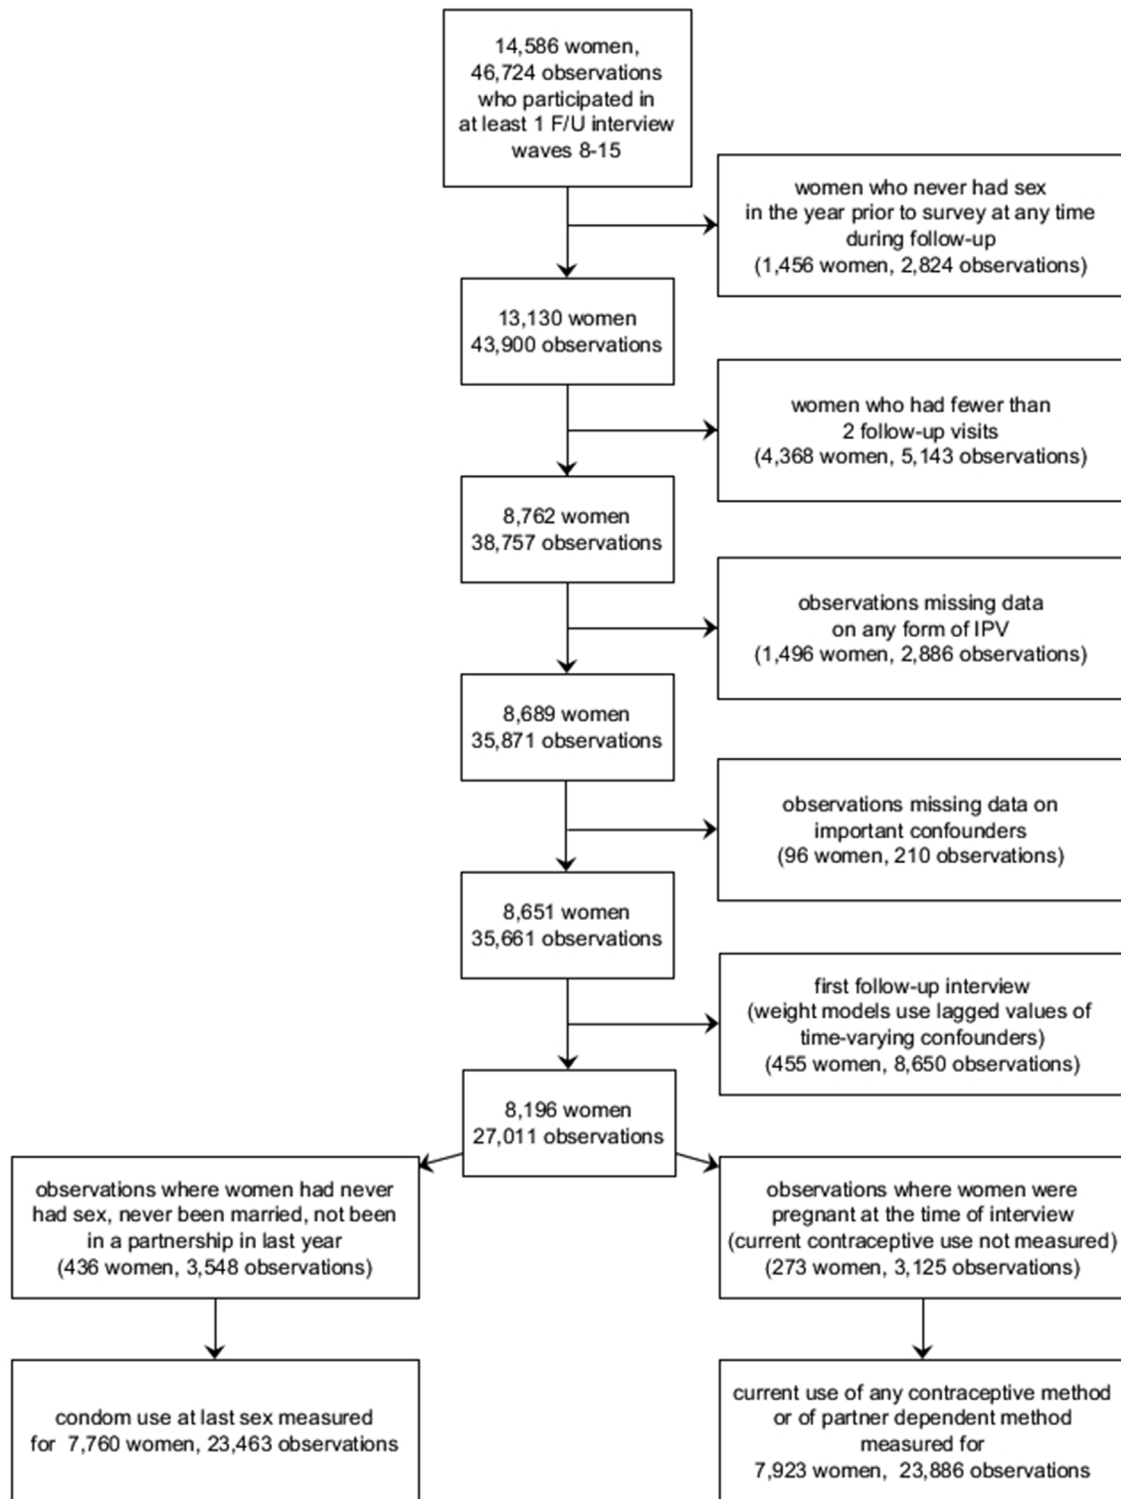 14,586 women,
46,724 observations
who participated in
at least 1 F/U interview
waves 8-15
women who never had sex
in the year prior to survey at any time
during follow-up
(1,456 women, 2,824 observations)
13,130 women
43,900 observations
women who had fewer than
2 follow-up visits
(4,368 women, 5,143 observations)
8,762 women
38,757 observations
observations missing data
on any form of IPV
(1,496 women, 2,886 observations)
8,689 women
35,871 observations
observations missing data on
important confounders
(96 women, 210 observations)
8,651 women
35,661 observations
first follow-up interview
(weight models use lagged values of
time-varying confounders)
(455 women, 8,650 observations)
8,196 women
27,011 observations
observations where women had never
had sex, never been married, not been
in a partnership in last year
(436 women, 3,548 observations)
observations where women were
pregnant at the time of interview
(current contraceptive use not measured)
(273 women, 3,125 observations)
condom use at last sex measured
for 7,760 women, 23,463 observations
current use of any contraceptive method
or of partner dependent method
measured for
7,923 women, 23,886 observations